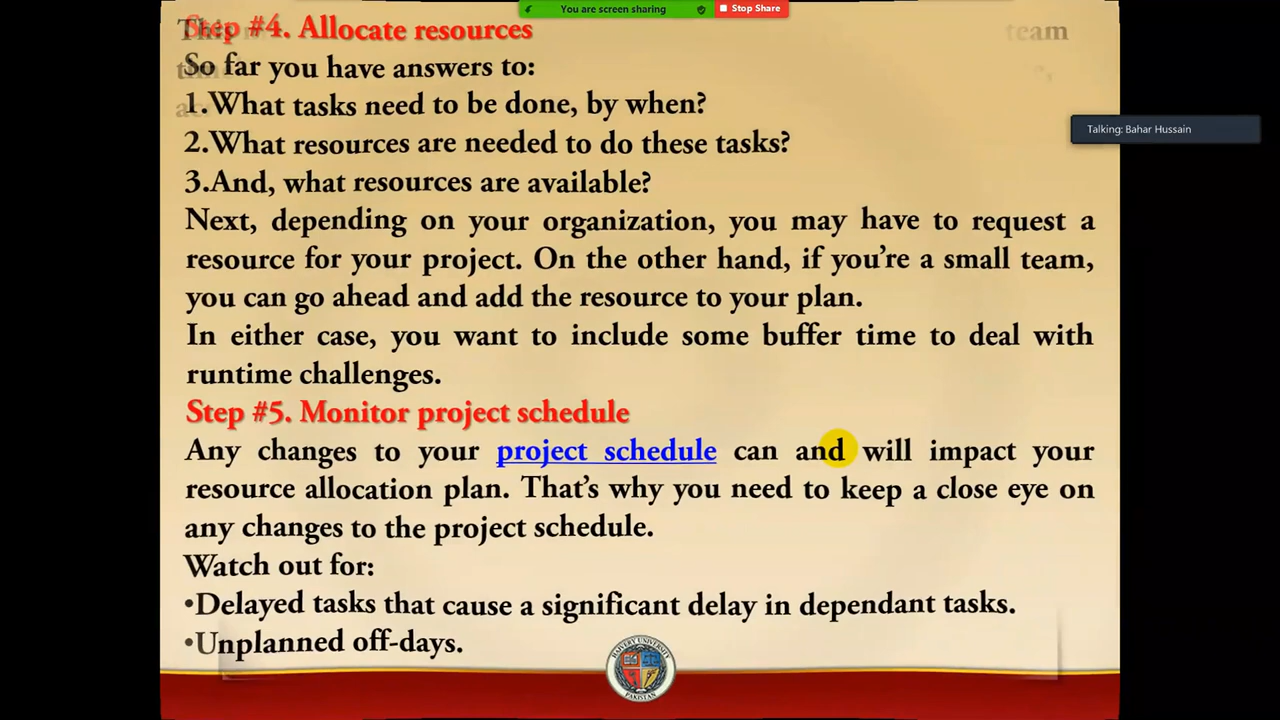 You are screen sharing
Stop Share
Step #4. Allocate resources
team
So far you have answers to:
1.What tasks need to be done, by when?
Talking: Bahar Hussain
2.What resources are needed to do these tasks?
3.And, what resources are available?
Next, depending on your organization, you may have to request a
resource for your project. On the other hand, if you're a small team,
you can go ahead and add the resource to your plan.
In either case, you want to include some buffer time to deal with
runtime challenges.
Step #5. Monitor project schedule
Any changes to your project schedule can and will impact your
resource allocation plan. That's why you need to keep a close eye on
any changes to the project schedule.
Watch out for:
•Delayed tasks that cause a significant delay in dependant tasks.
•Unplanned off-days.
PAKISTAN